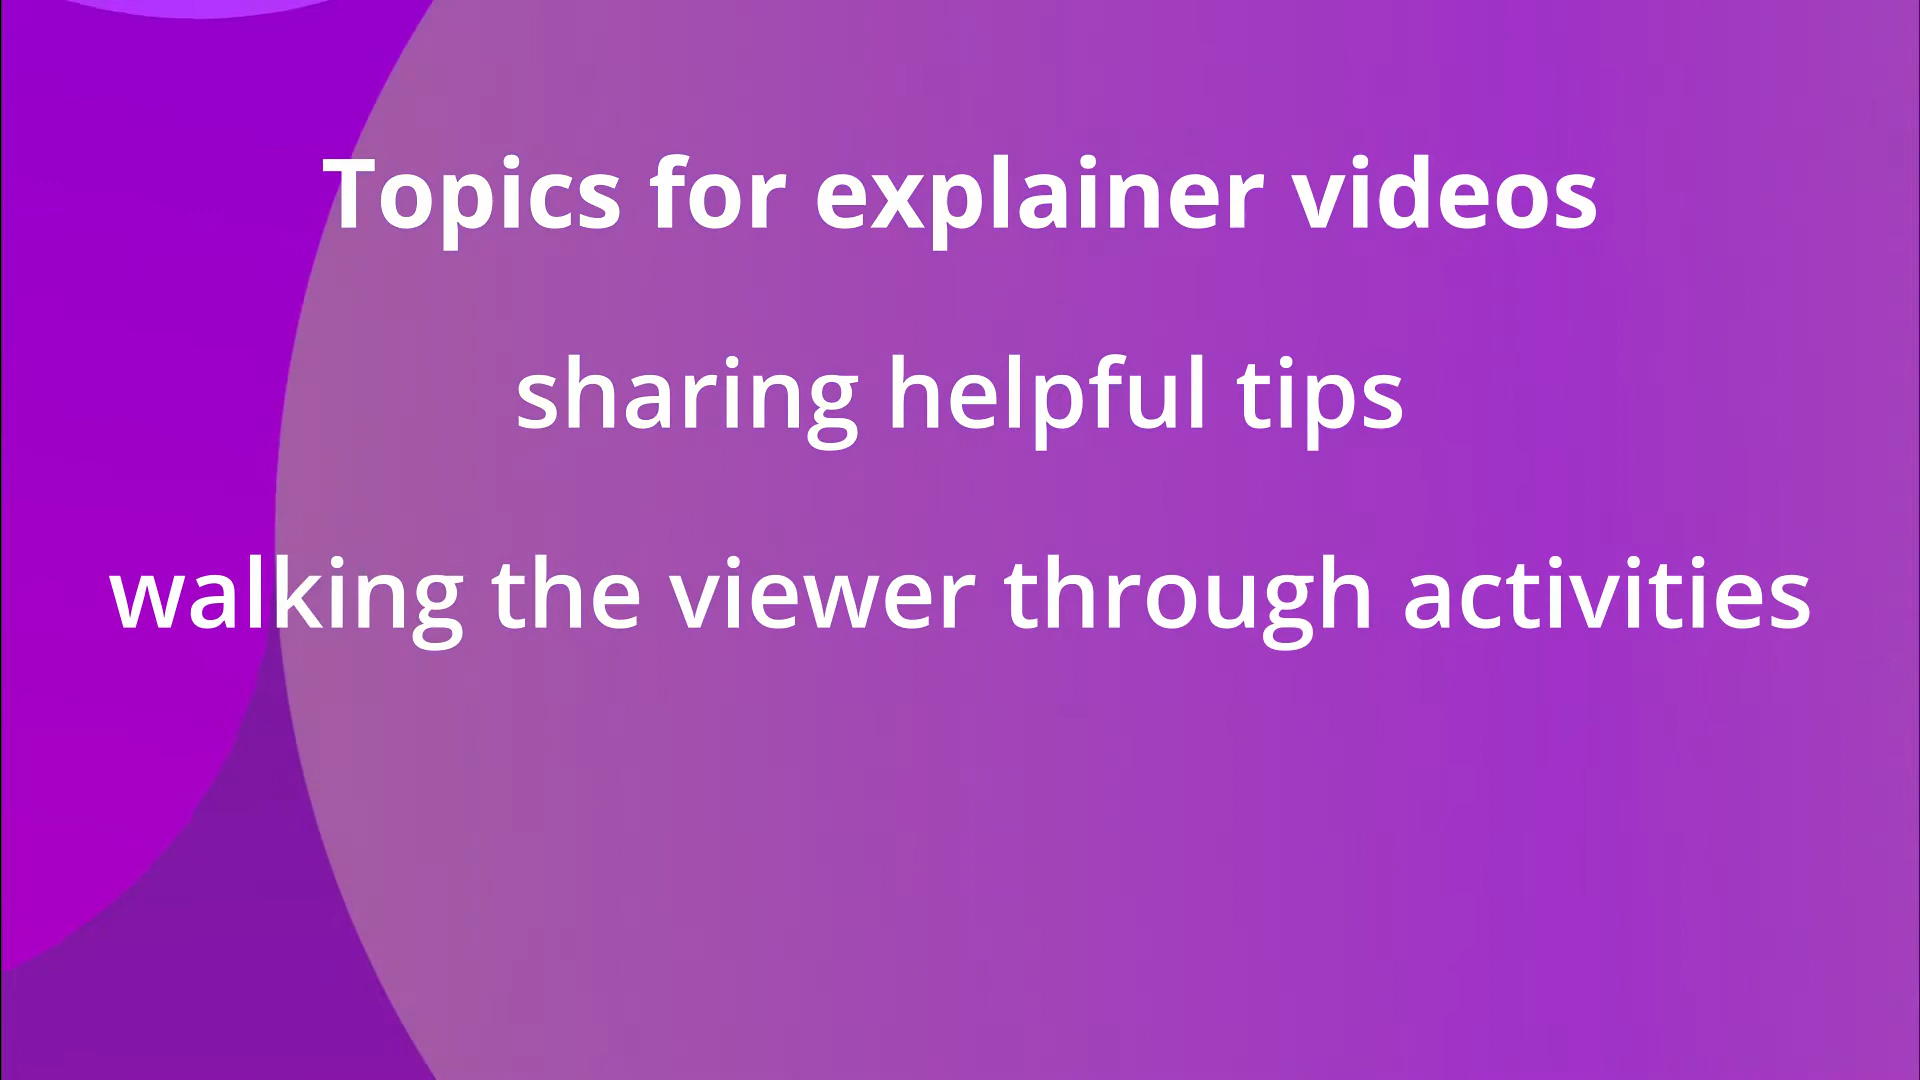 Topics for explainer videos
sharing helpful tips
walking the viewer through activities